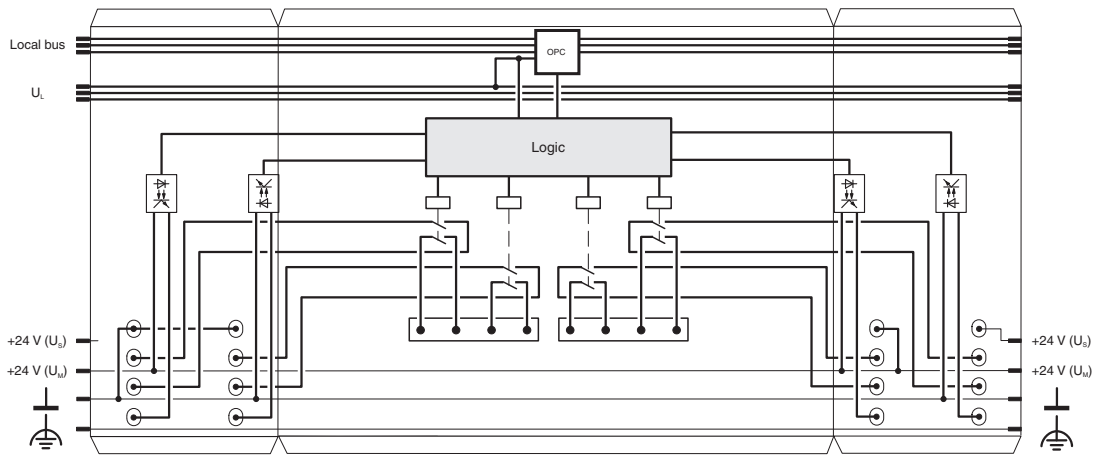 Local bus
OPC
U_L
Logic
+24 V (U_S)
+24 V (U_S)
+24 V (U_M)
+24 V (U_M)